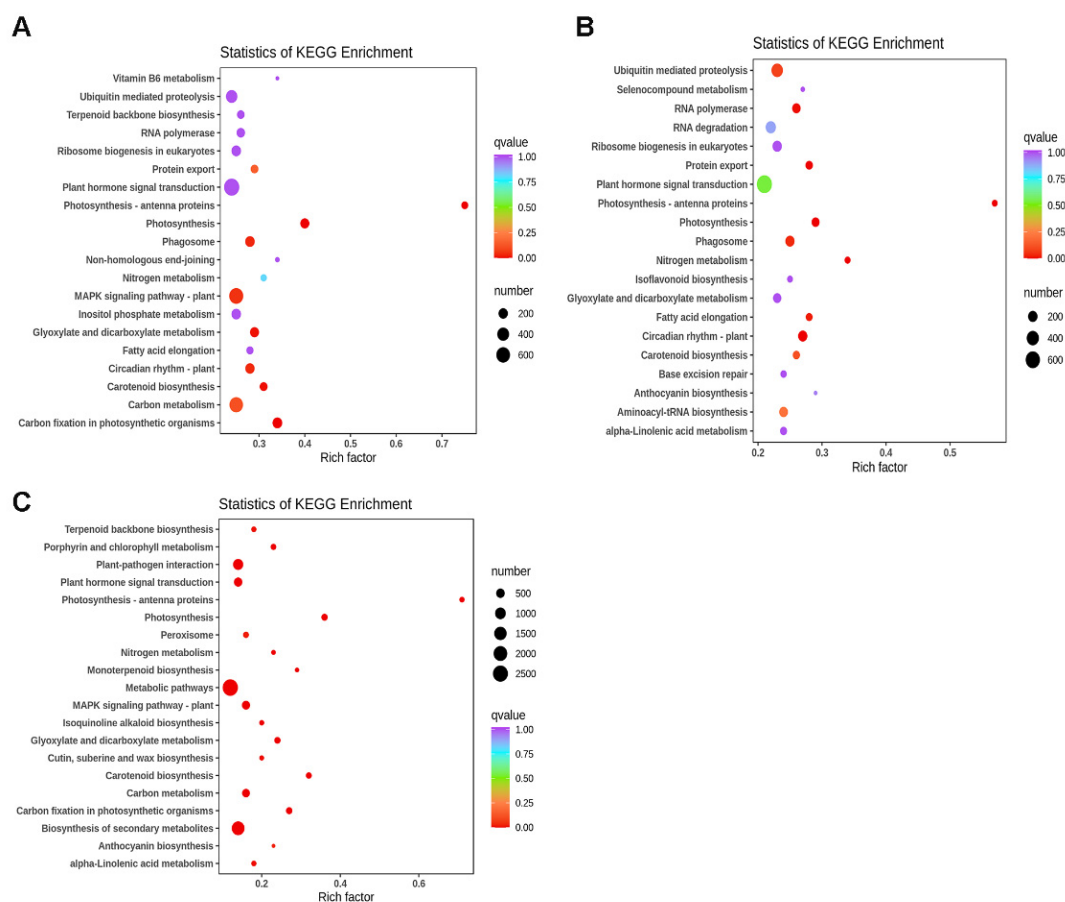 A
Statistics of KEGG Enrichment
Vitamin B6 metabolism
Ubiquitin mediated proteolysis
Terpenoid backbone biosynthesis
RNA polymerase
Ribosome biogenesis in eukaryotes
Protein export
Plant hormone signal transduction
Photosynthesis - antenna proteins
Photosynthesis
Phagosome
Non-homologous end-joining
Nitrogen metabolism
MAPK signaling pathway - plant
Inositol phosphate metabolism
Glyoxylate and dicarboxylate metabolism
Fatty acid elongation
Circadian rhythm - plant
Carotenoid biosynthesis
Carbon metabolism
Carbon fixation in photosynthetic organisms
0.3 0.4 0.5 0.6 0.7
Rich factor
qvalue
1.00
0.75
0.50
0.25
0.00
number
200
400
600
B
Statistics of KEGG Enrichment
Ubiquitin mediated proteolysis
Selenocompound metabolism
RNA polymerase
RNA degradation
Ribosome biogenesis in eukaryotes
Protein export
Plant hormone signal transduction
Photosynthesis - antenna proteins
Photosynthesis
Phagosome
Nitrogen metabolism
Isoflavonoid biosynthesis
Glyoxylate and dicarboxylate metabolism
Fatty acid elongation
Circadian rhythm - plant
Carotenoid biosynthesis
Base excision repair
Anthocyanin biosynthesis
Aminoacyl-tRNA biosynthesis
alpha-Linolenic acid metabolism
0.2 0.3 0.4 0.5
Rich factor
qvalue
1.00
0.75
0.50
0.25
0.00
number
200
400
600
C
Statistics of KEGG Enrichment
Terpenoid backbone biosynthesis
Porphyrin and chlorophyll metabolism
Plant-pathogen interaction
Plant hormone signal transduction
Photosynthesis - antenna proteins
Photosynthesis
Peroxisome
Nitrogen metabolism
Monoterpenoid biosynthesis
Metabolic pathways
MAPK signaling pathway - plant
Isoquinoline alkaloid biosynthesis
Glyoxylate and dicarboxylate metabolism
Cutin, suberine and wax biosynthesis
Carotenoid biosynthesis
Carbon metabolism
Carbon fixation in photosynthetic organisms
Biosynthesis of secondary metabolites
Anthocyanin biosynthesis
alpha-Linolenic acid metabolism
0.2 0.4 0.6
Rich factor
number
500
1000
1500
2000
2500
qvalue
1.00
0.75
0.50
0.25
0.00